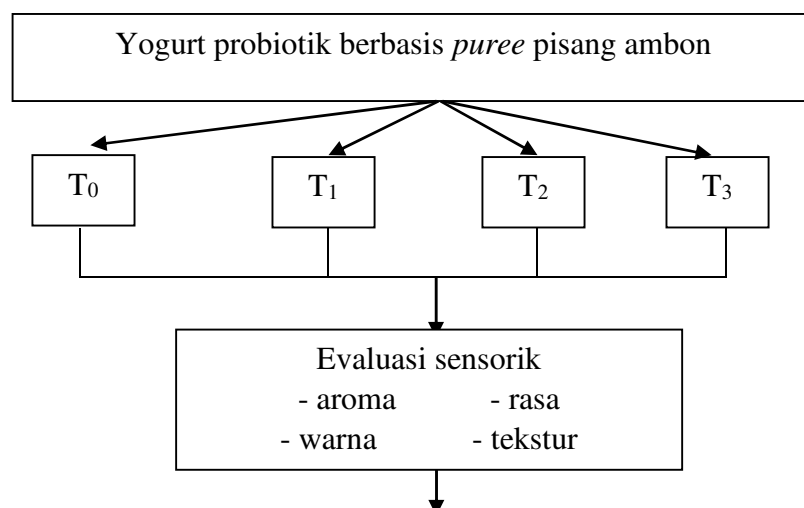 Yogurt probiotik berbasis puree pisang ambon
T0 T1 T2 T3
Evaluasi sensorik
- aroma - rasa
- warna - tekstur